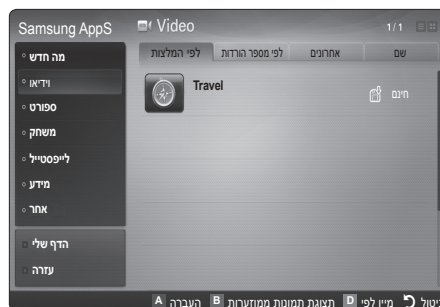 Samsung AppS
Video
1/1
מה חדש
וידיאו
ספורט
משחק
לייפסטייל
מידע
אחר
הדף שלי
עזרה
לפי המלצות
לפי מספר הורדות
אחרונים
שם
Travel
חינם
A העברה B תצוגת תמונות ממוזערות D מיין לפי